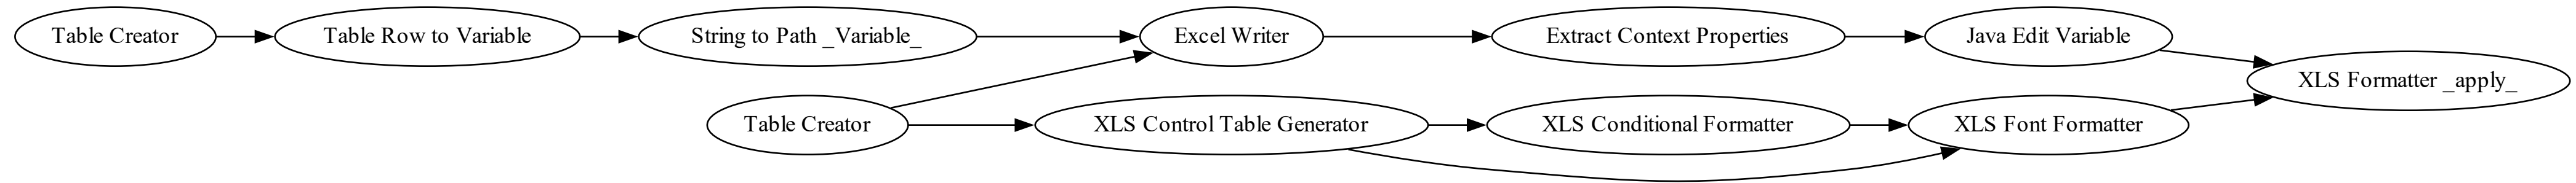 Table Creator
Table Row to Variable
String to Path _Variable_
Excel Writer
Extract Context Properties
Java Edit Variable
XLS Formatter _apply_
Table Creator
XLS Control Table Generator
XLS Conditional Formatter
XLS Font Formatter